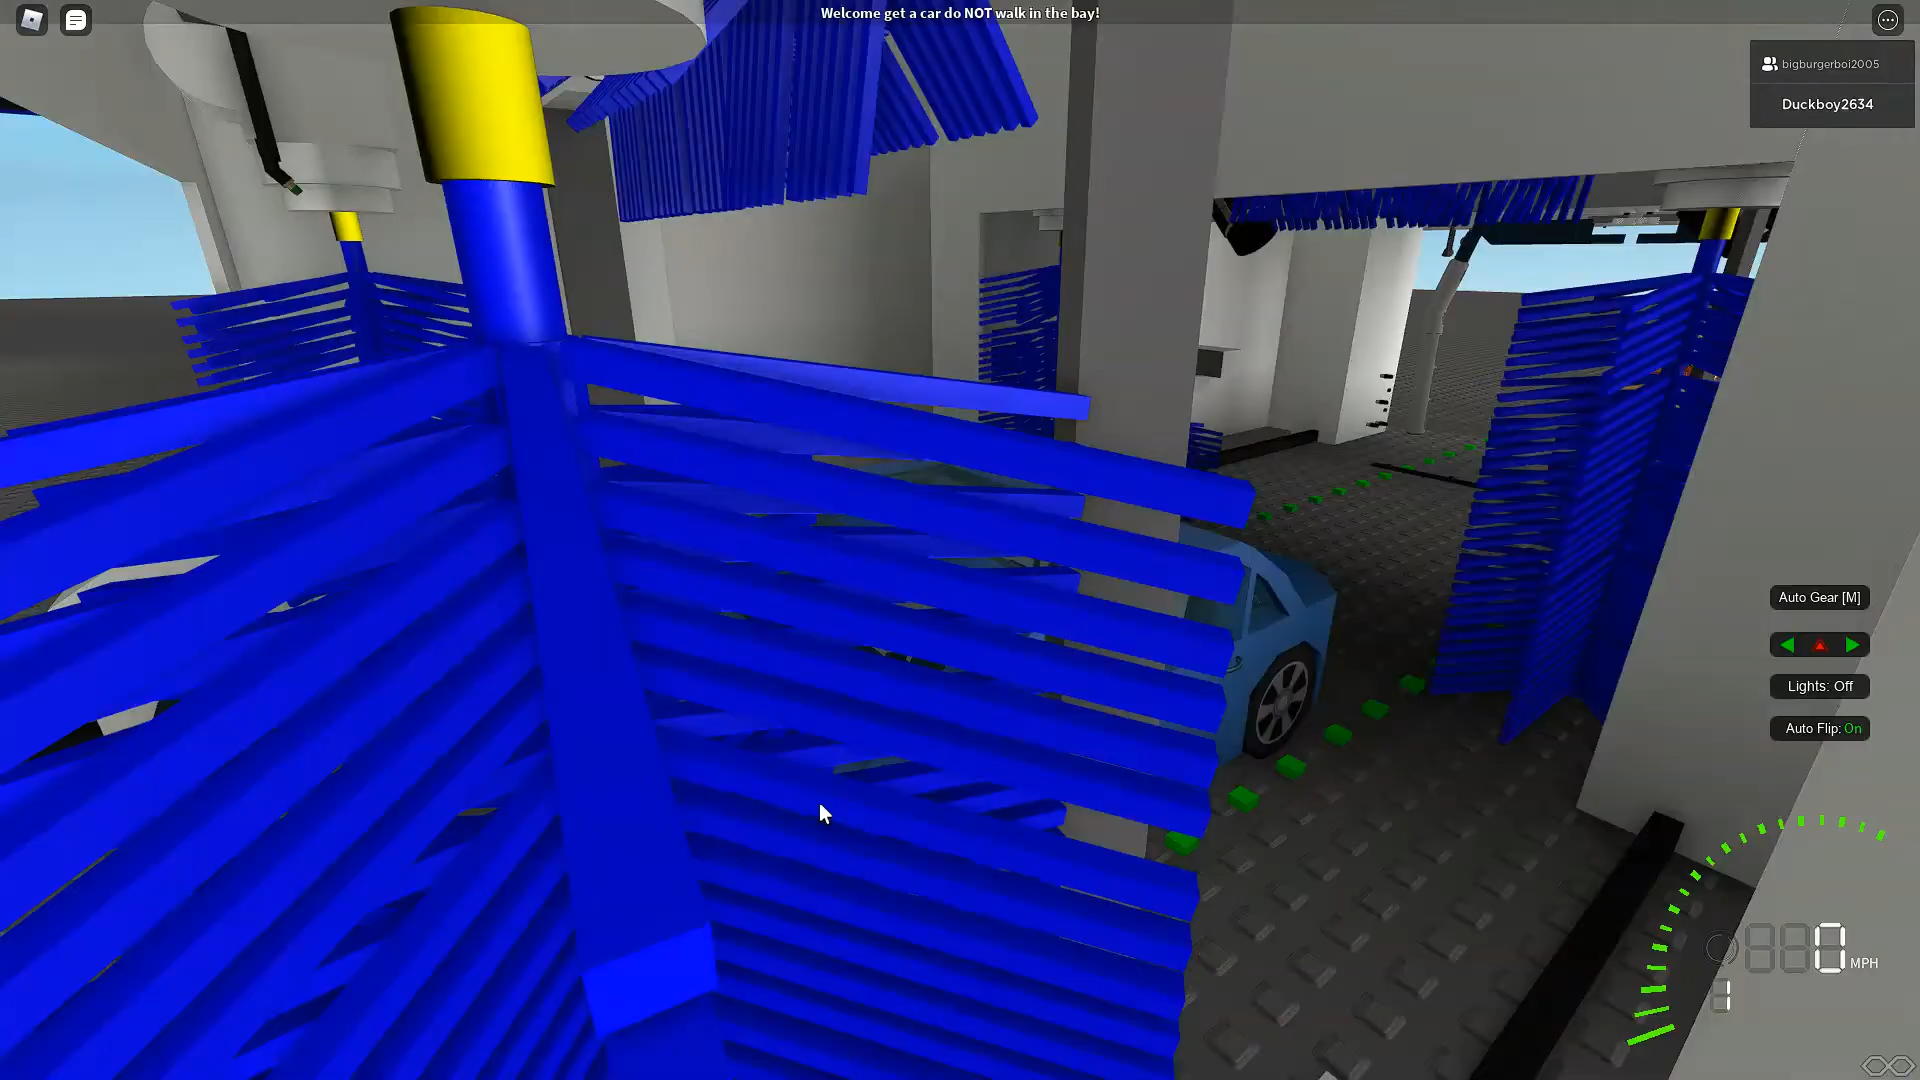 Welcome get a car do NOT walk in the bay!
bigburgerboi2005
Duckboy2634
Auto Gear [M]
Lights: Off
Auto Flip: On
0 MPH
1